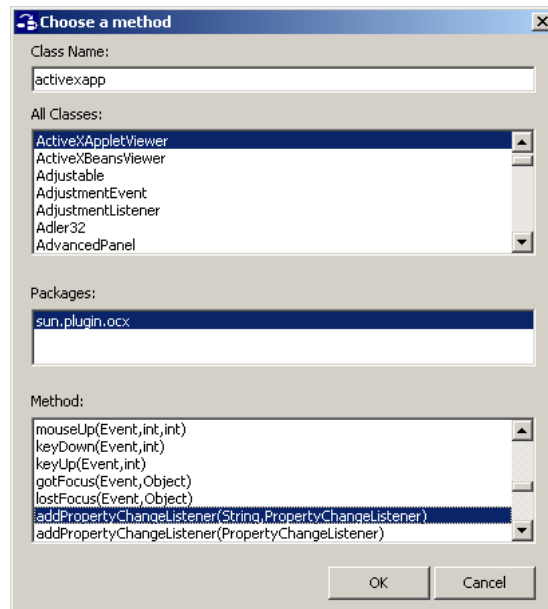 Choose a method
Class Name:
activexapp
All Classes:
ActiveXAppletViewer
ActiveXBeansViewer
Adjustable
AdjustmentEvent
AdjustmentListener
Adler32
AdvancedPanel
Packages:
sun.plugin.ocx
Method:
mouseUp(Event,int,int)
keyDown(Event,int)
keyUp(Event,int)
gotFocus(Event,Object)
lostFocus(Event,Object)
addPropertyChangeListener(String,PropertyChangeListener)
addPropertyChangeListener(PropertyChangeListener)
OK Cancel